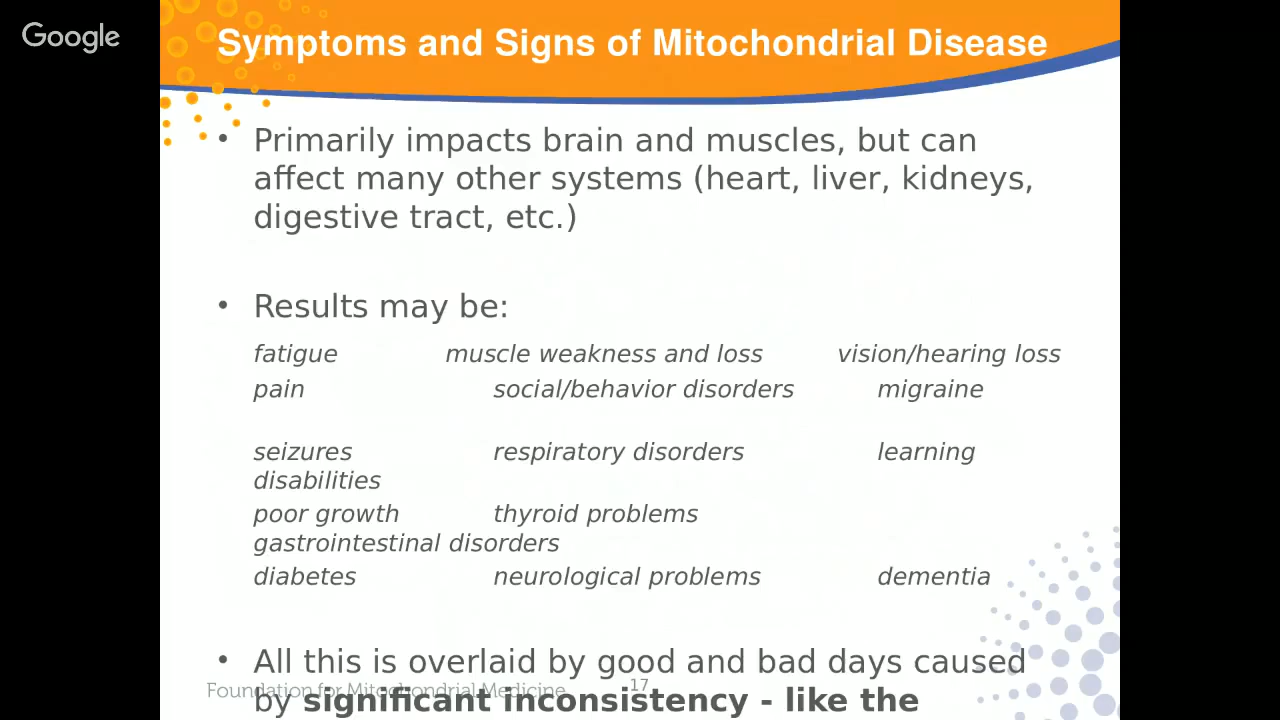 Google
Symptoms and Signs of Mitochondrial Disease
• Primarily impacts brain and muscles, but can
affect many other systems (heart, liver, kidneys,
digestive tract, etc.)
• Results may be:
fatigue muscle weakness and loss vision/hearing loss
pain social/behavior disorders migraine
seizures respiratory disorders learning
disabilities
poor growth thyroid problems
gastrointestinal disorders
diabetes neurological problems dementia
• All this is overlaid by good and bad days caused
Foundation for Mitochondrial Medicine 17
by significant inconsistency - like the